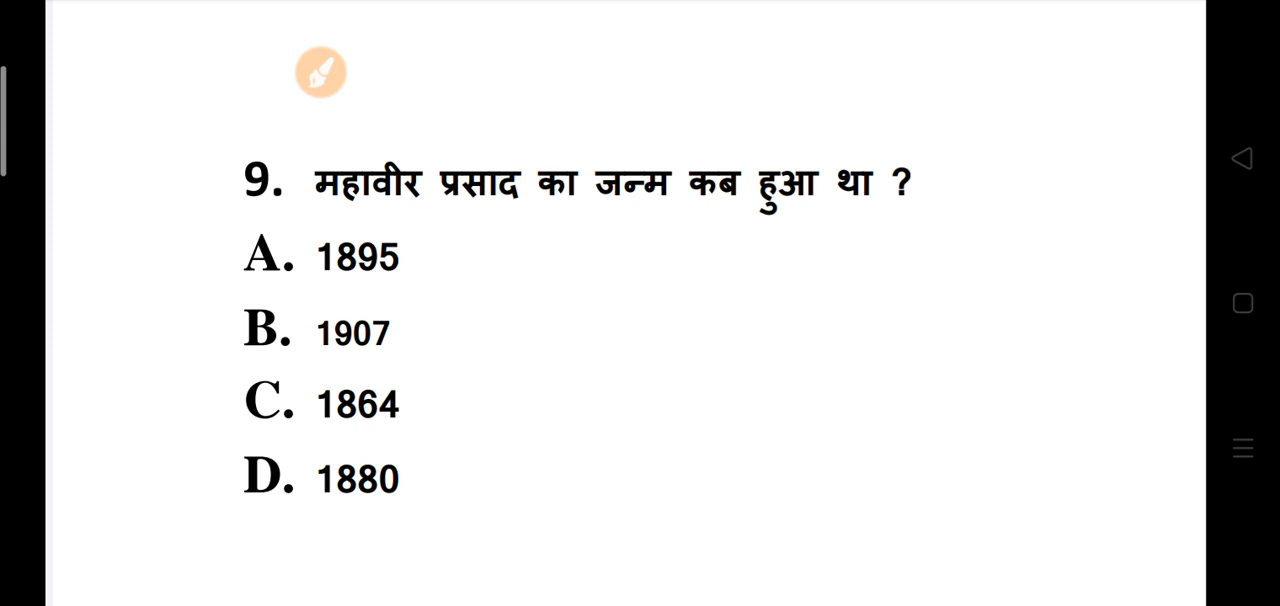 9. महावीर प्रसाद का जन्म कब हुआ था ?
A. 1895
B. 1907
C. 1864
D. 1880